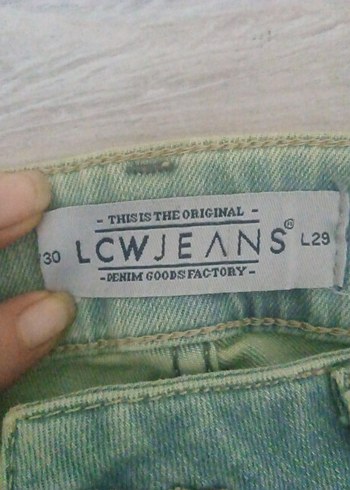 - THIS IS THE ORIGINAL -
30 LCWJEANS® L29
- DENIM GOODS FACTORY -